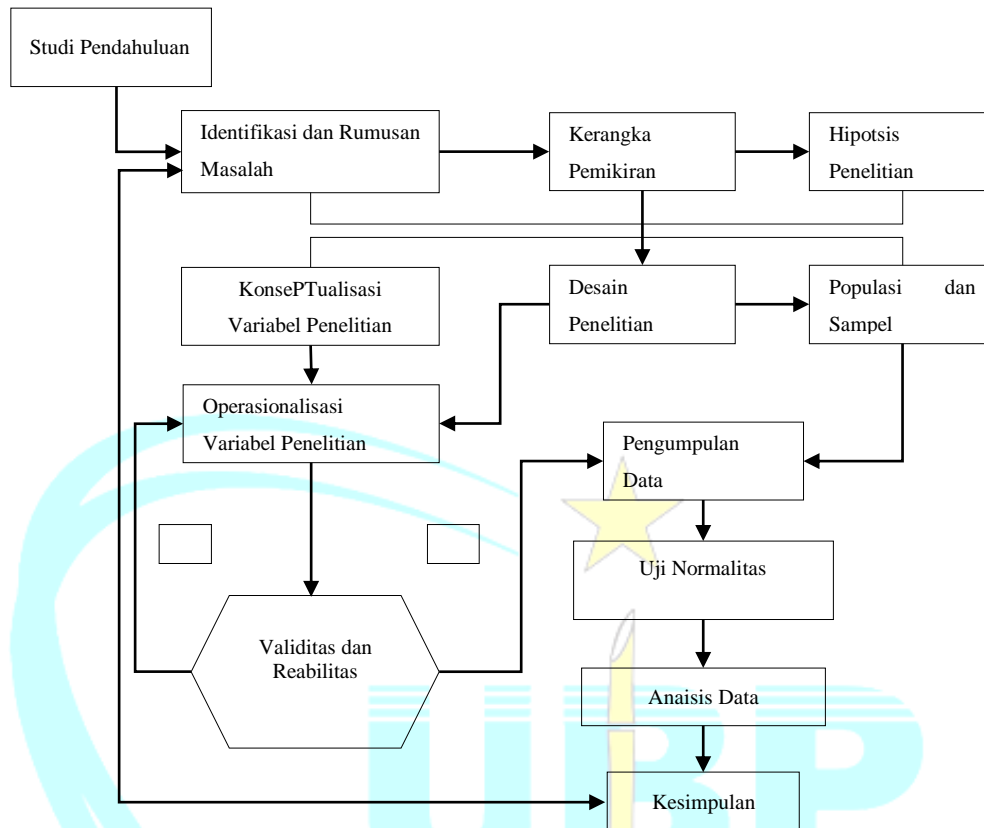 Studi Pendahuluan
Identifikasi dan Rumusan
Masalah
Kerangka
Pemikiran
Hipotsis
Penelitian
KonsePTualisasi
Variabel Penelitian
Desain
Penelitian
Populasi dan
Sampel
Operasionalisasi
Variabel Penelitian
Pengumpulan
Data
Uji Normalitas
Validitas dan
Reabilitas
Anaisis Data
Kesimpulan
UBP